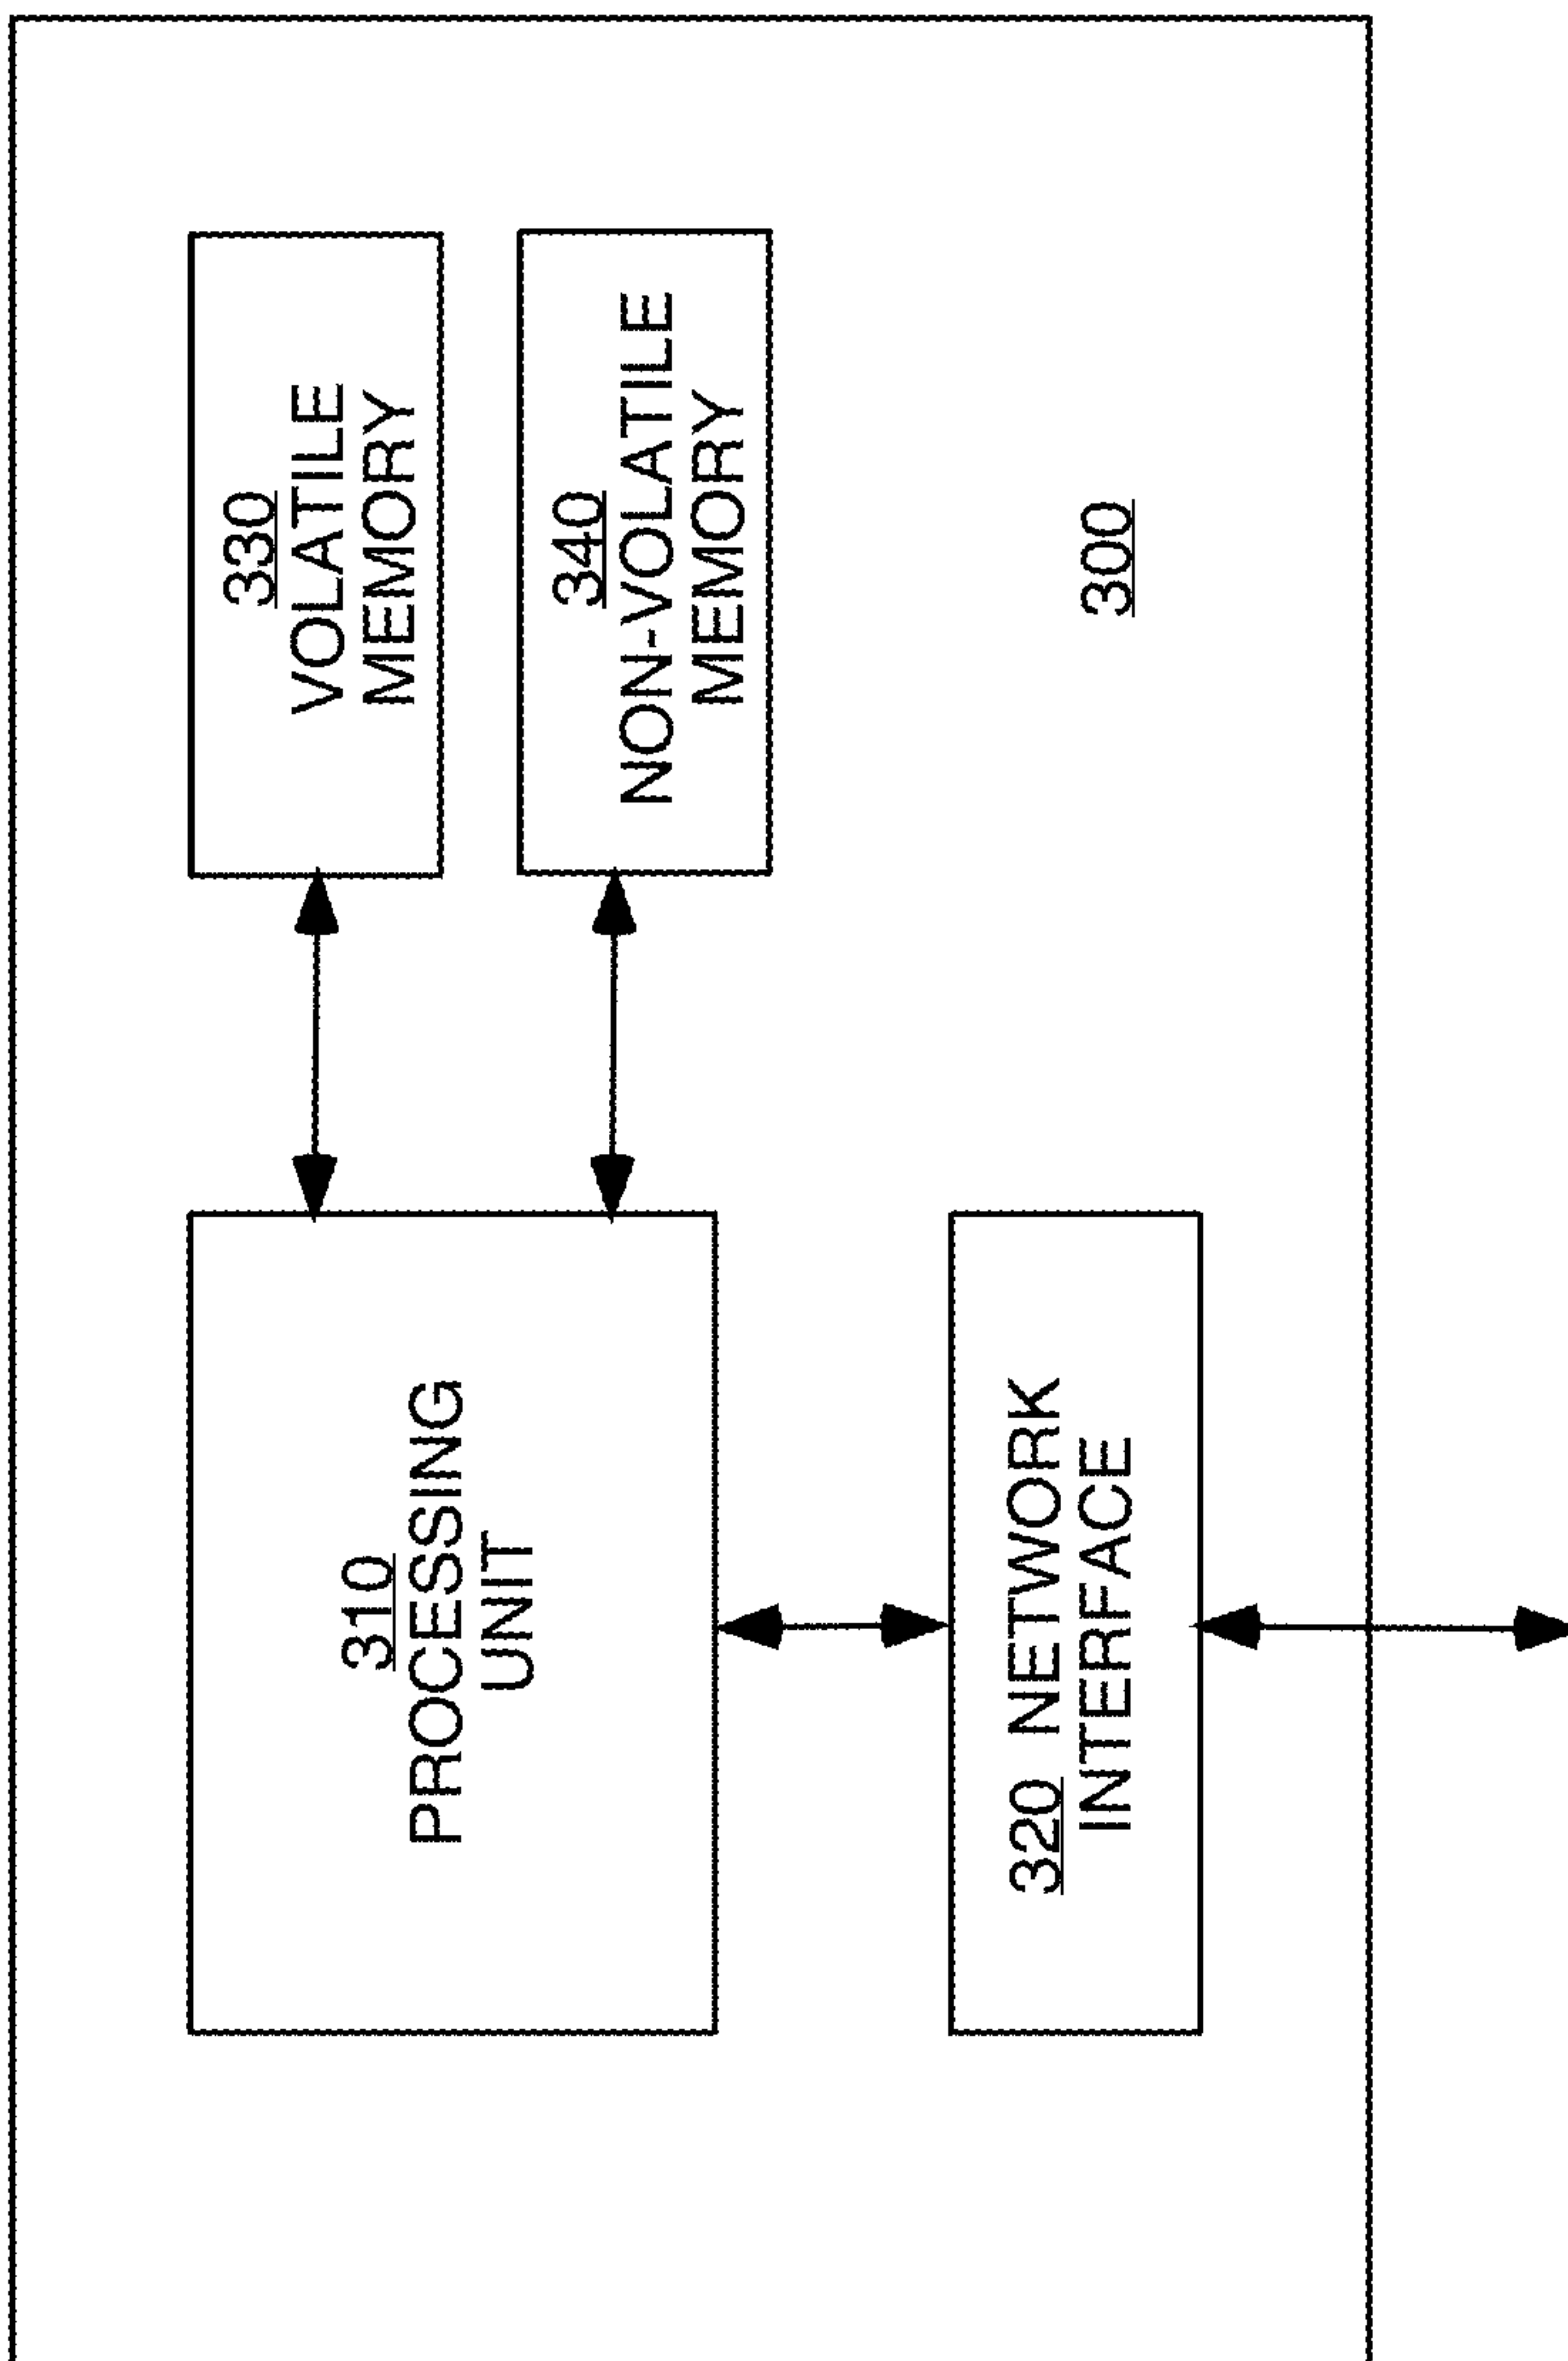 310
PROCESSING
UNIT
330
VOLATILE
MEMORY
340
NON-VOLATILE
MEMORY
320 NETWORK
INTERFACE
300